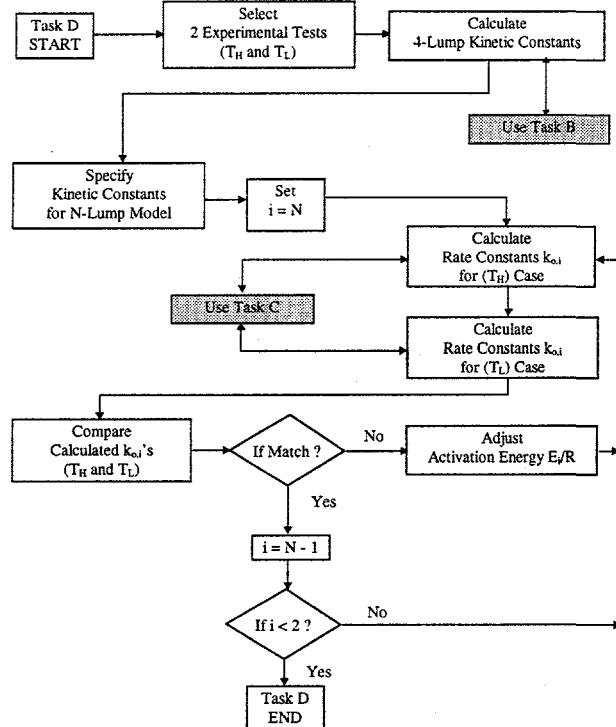 Task D
START
Select
2 Experimental Tests
(T_H and T_L)
Calculate
4-Lump Kinetic Constants
Use Task B
Specify
Kinetic Constants
for N-Lump Model
Set
i = N
Calculate
Rate Constants k_o,i
for (T_H) Case
Use Task C
Calculate
Rate Constants k_o,i
for (T_L) Case
Compare
Calculated k_o,i's
(T_H and T_L)
If Match ?
No
Adjust
Activation Energy E_i/R
Yes
i = N - 1
If i < 2 ?
No
Yes
Task D
END